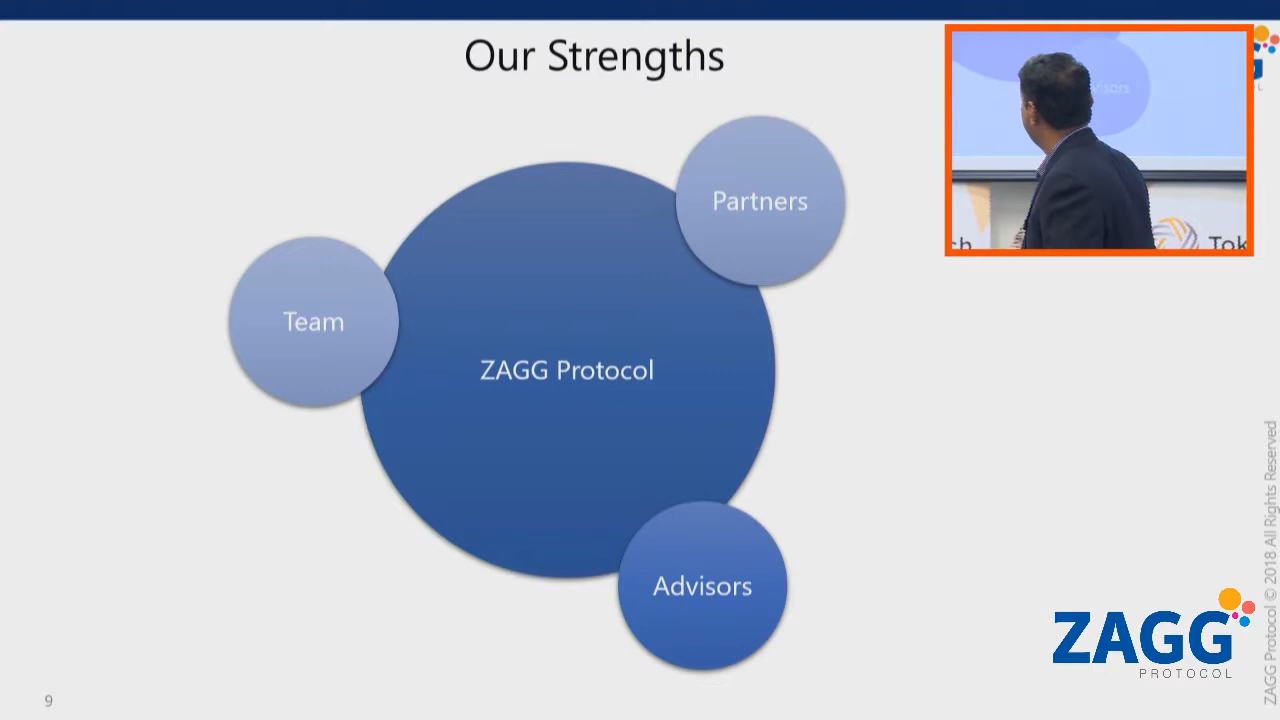 Our Strengths
Partners
Team
ZAGG Protocol
Advisors
ZAGG
PROTOCOL
ZAGG Protocol © 2018 All Rights Reserved
9